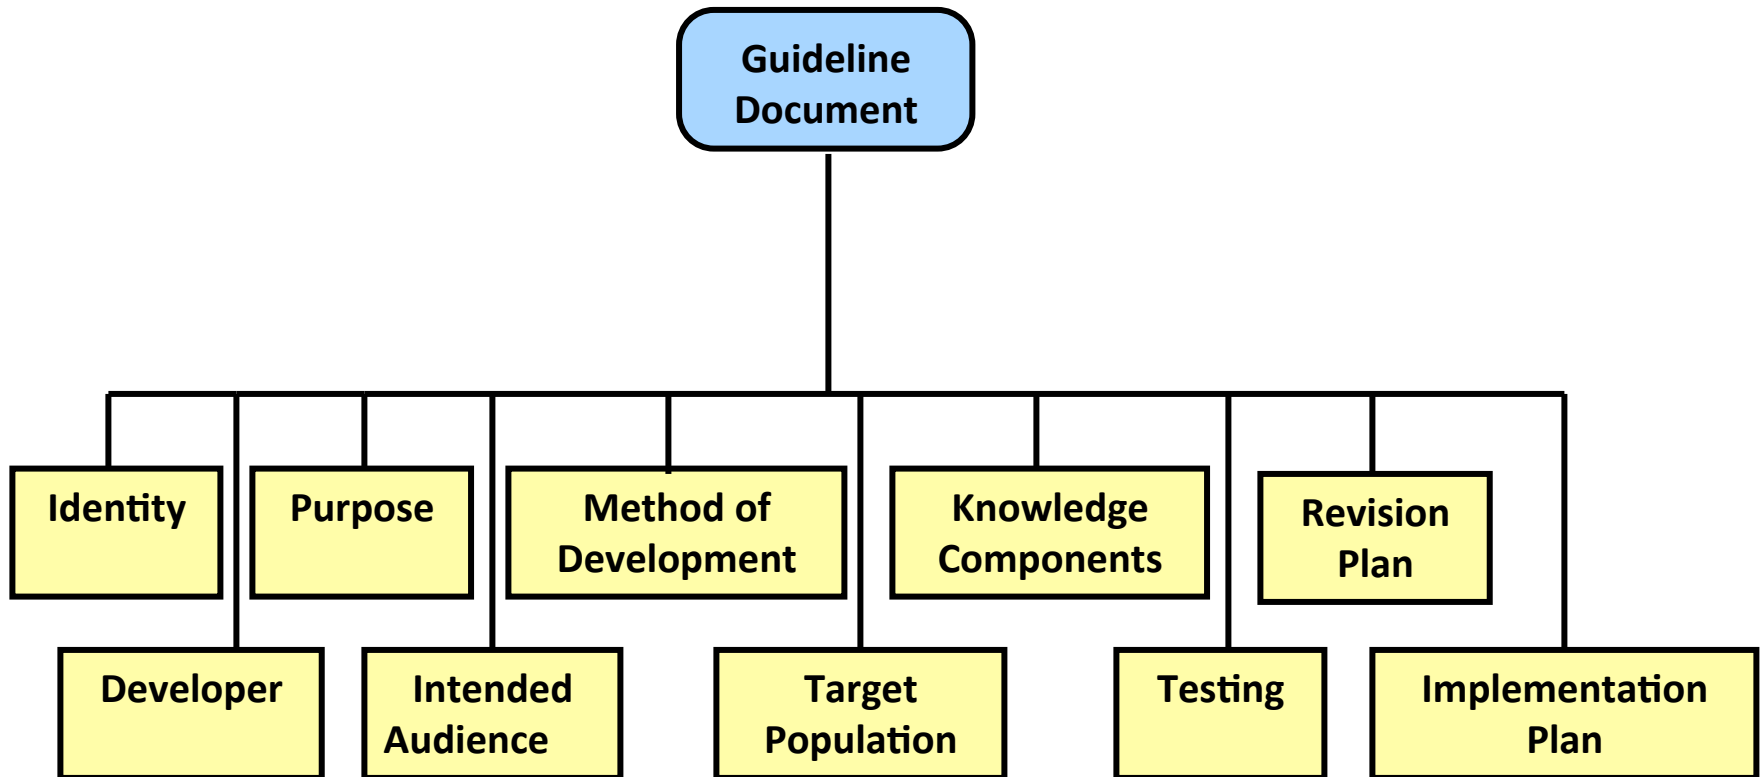 Guideline
Document
Identity
Purpose
Method of
Development
Knowledge
Components
Revision
Plan
Developer
Intended
Audience
Target
Population
Testing
Implementation
Plan